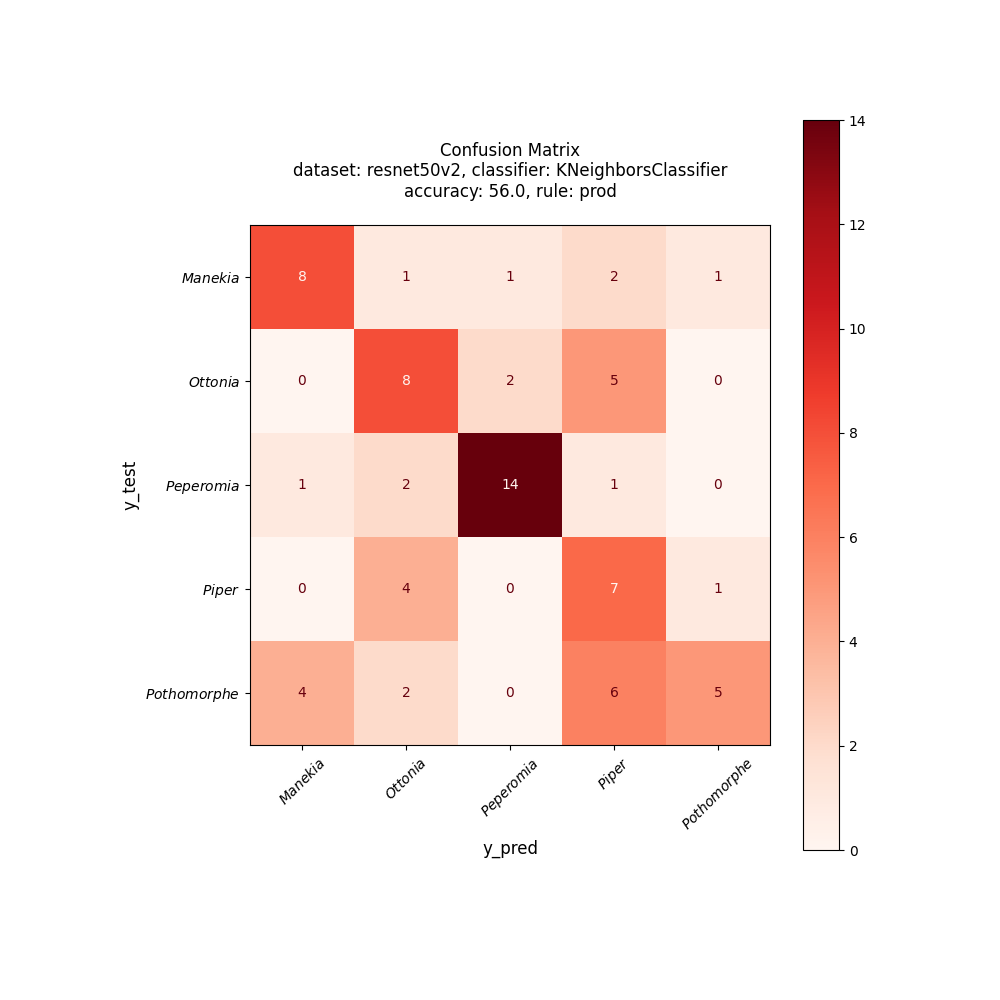 Confusion Matrix
dataset: resnet50v2, classifier: KNeighborsClassifier
accuracy: 56.0, rule: prod
y_test
Manekia 8 1 1 2 1
Ottonia 0 8 2 5 0
Peperomia 1 2 14 1 0
Piper 0 4 0 7 1
Pothomorphe 4 2 0 6 5
Manekia Ottonia Peperomia Piper Pothomorphe
y_pred
14
12
10
8
6
4
2
0